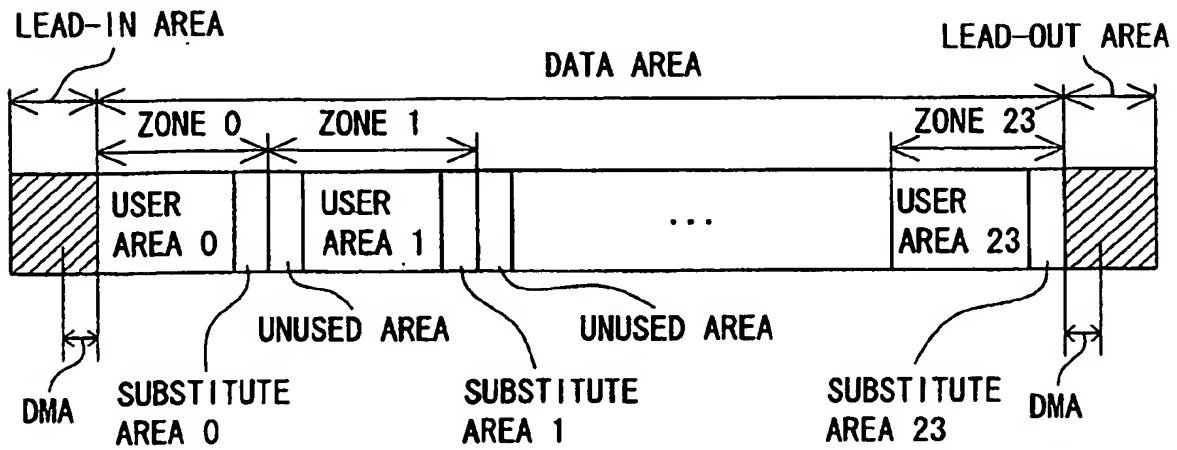 LEAD-IN AREA
LEAD-OUT AREA
DATA AREA
ZONE 0
ZONE 1
ZONE 23
USER
AREA 0
USER
AREA 1
...
USER
AREA 23
UNUSED AREA
UNUSED AREA
DMA
SUBSTITUTE
AREA 0
SUBSTITUTE
AREA 1
SUBSTITUTE
AREA 23
DMA